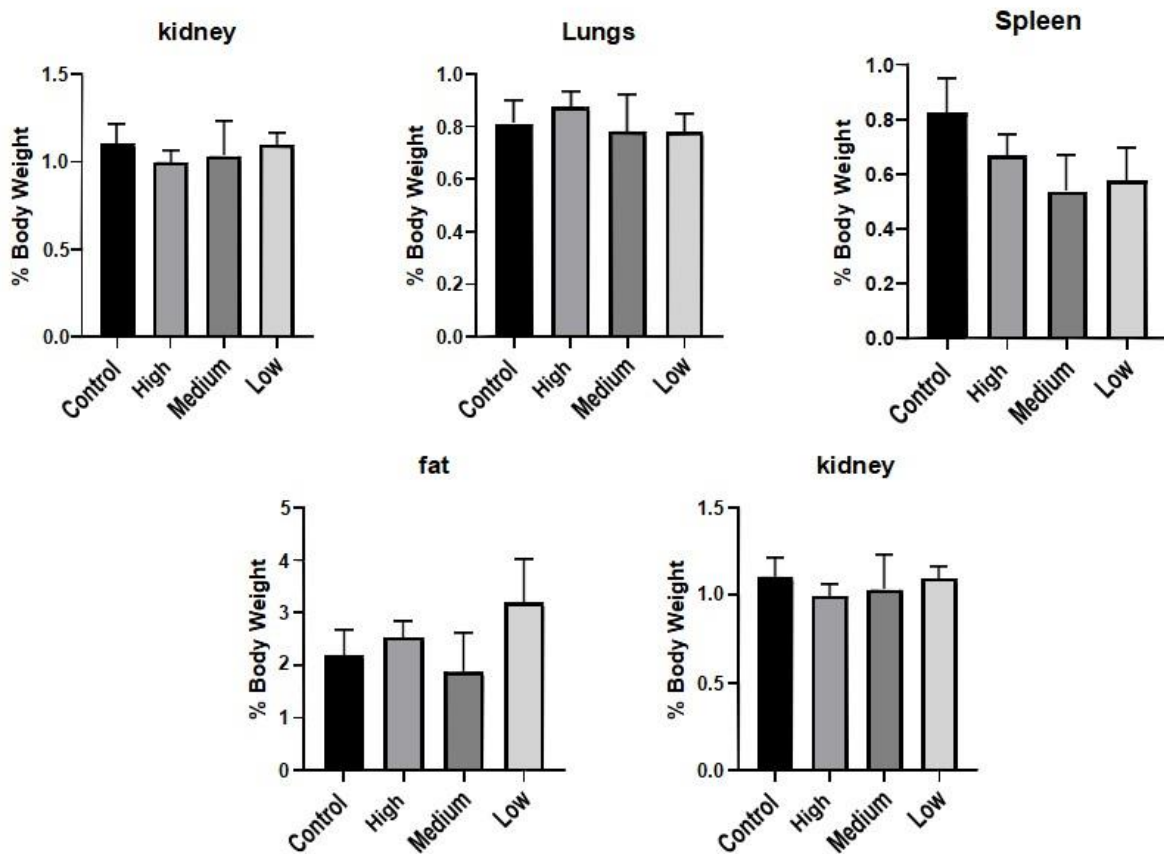 kidney
% Body Weight
1.5
1.0
0.5
0.0
Control
High
Medium
Low
Lungs
% Body Weight
1.0
0.8
0.6
0.4
0.2
0.0
Control
High
Medium
Low
Spleen
% Body Weight
1.0
0.8
0.6
0.4
0.2
0.0
Control
High
Medium
Low
fat
% Body Weight
5
4
3
2
1
0
Control
High
Medium
Low
kidney
% Body Weight
1.5
1.0
0.5
0.0
Control
High
Medium
Low